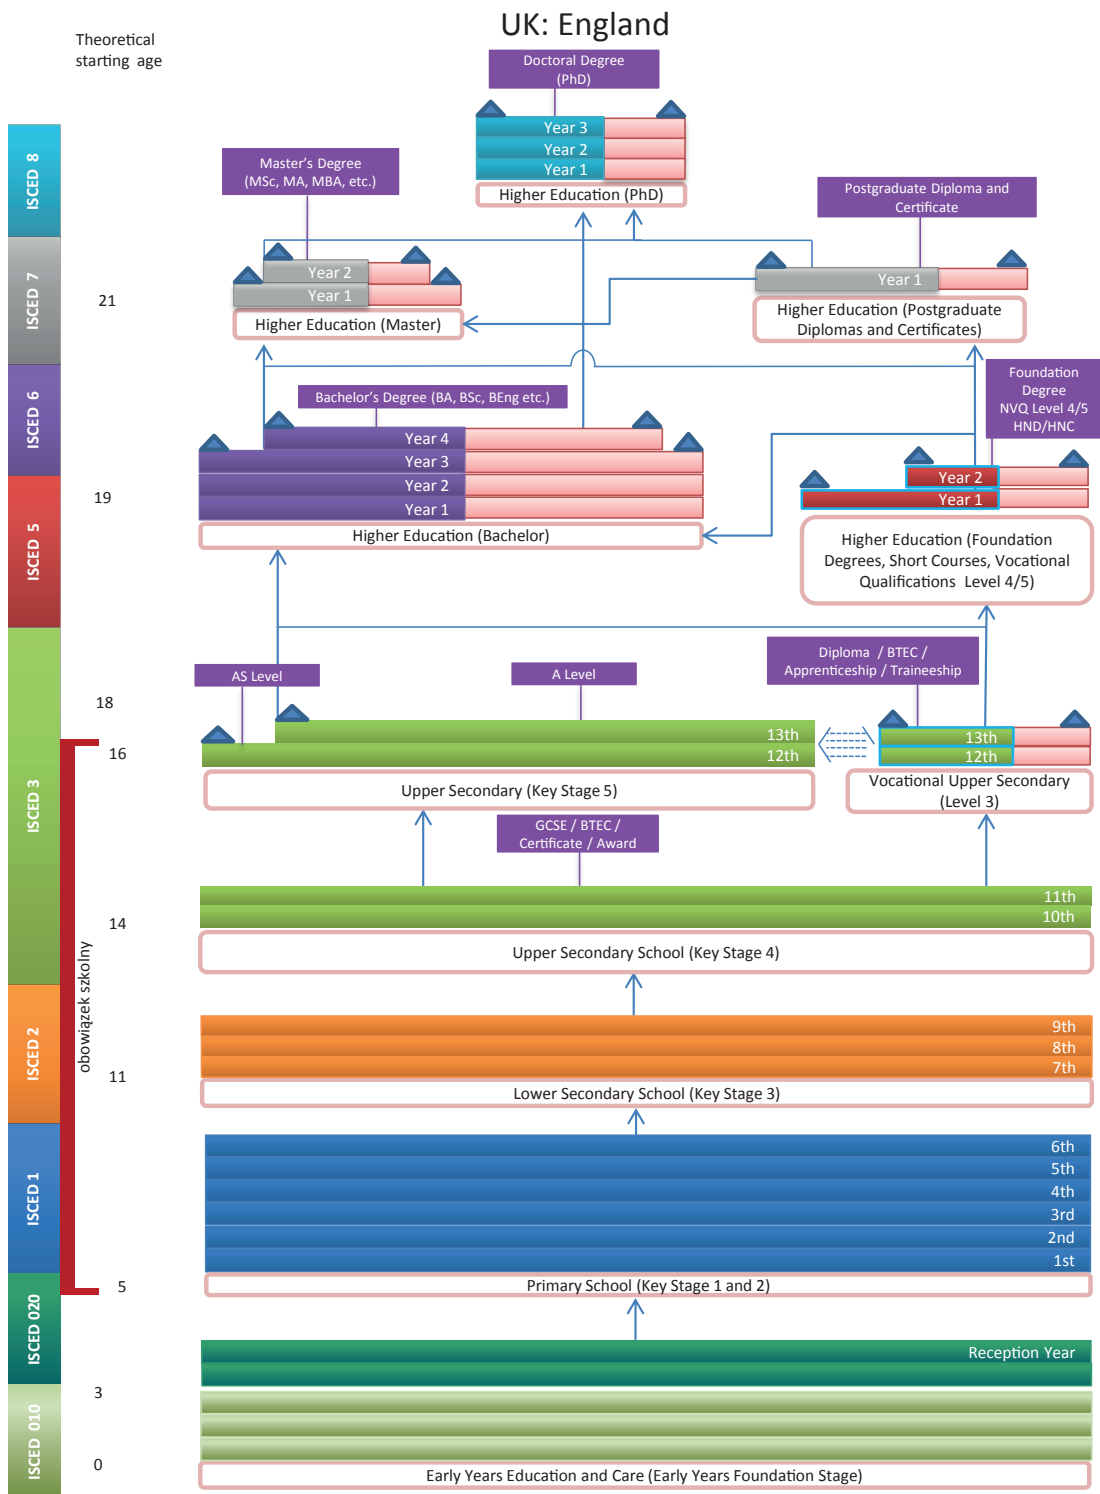 UK: England
Theoretical
starting age
Doctoral Degree
(PhD)
Year 3
Year 2
Year 1
Higher Education (PhD)
ISCED 8
Master's Degree
(MSc, MA, MBA, etc.)
Postgraduate Diploma and
Certificate
Year 2
Year 1
Year 1
ISCED 7
21
Higher Education (Master)
Higher Education (Postgraduate
Diplomas and Certificates)
ISCED 6
Bachelor's Degree (BA, BSc, BEng etc.)
Foundation
Degree
NVQ Level 4/5
HND/HNC
Year 4
Year 3
Year 2
Year 1
Year 2
Year 1
19
ISCED 5
Higher Education (Bachelor)
Higher Education (Foundation
Degrees, Short Courses, Vocational
Qualifications Level 4/5)
AS Level
A Level
Diploma / BTEC /
Apprenticeship / Traineeship
18
16
13th
12th
13th
12th
ISCED 3
Upper Secondary (Key Stage 5)
Vocational Upper Secondary
(Level 3)
GCSE / BTEC /
Certificate / Award
11th
10th
14
Upper Secondary School (Key Stage 4)
obowiązek szkolny
ISCED 2
9th
8th
7th
11
Lower Secondary School (Key Stage 3)
ISCED 1
6th
5th
4th
3rd
2nd
1st
5
Primary School (Key Stage 1 and 2)
ISCED 020
Reception Year
3
ISCED 010
0
Early Years Education and Care (Early Years Foundation Stage)